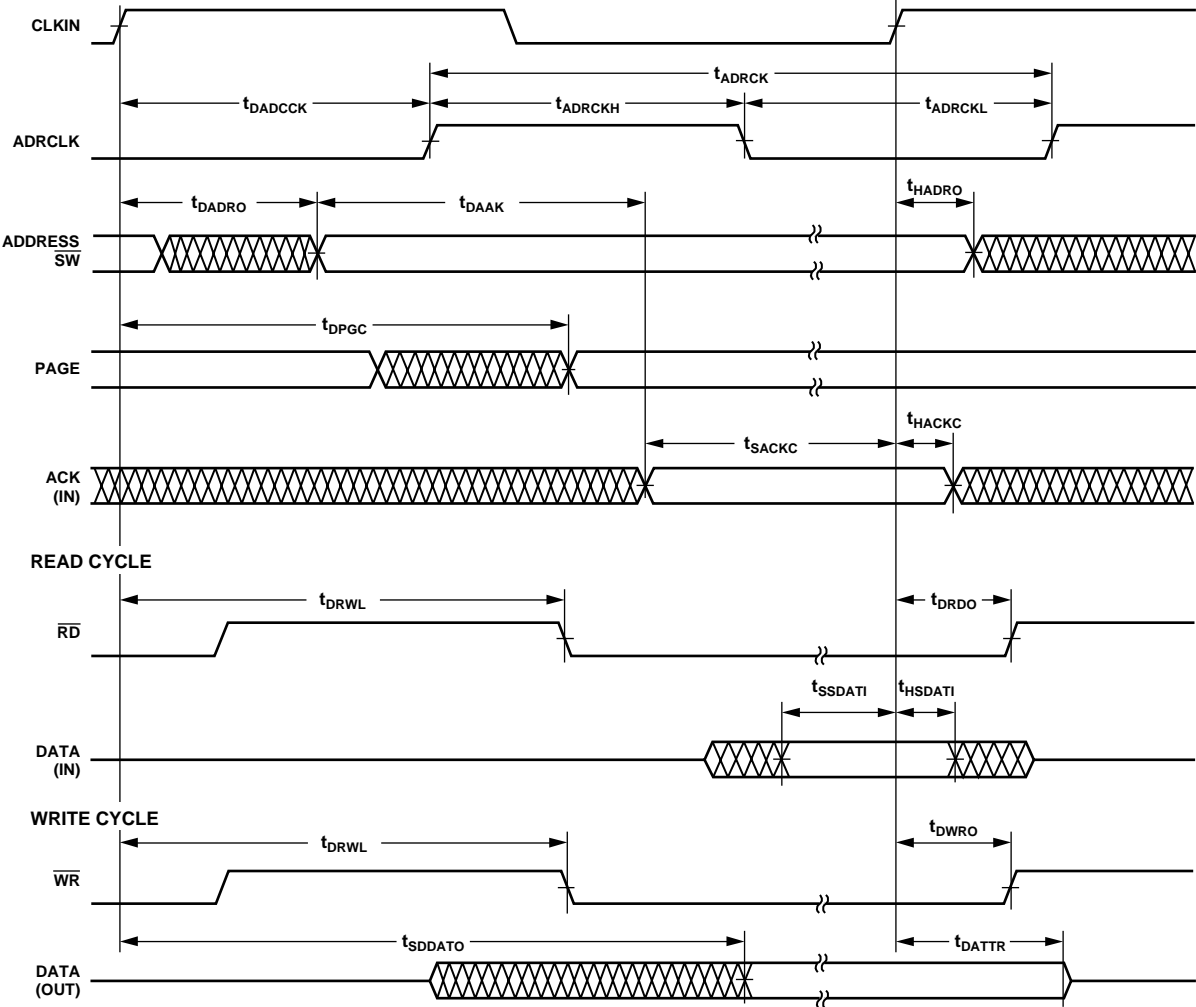 CLKIN
tADRCK
tDADCCK tADRCKH tADRCKL
ADRCLK
tHADRO
tDADRO tDAAK
ADDRESS
SW
tDPGC
PAGE
tHACKC
tSACKC
ACK
(IN)
READ CYCLE
tDRWL tDRDO
RD
tSSDATI tHSDATI
DATA
(IN)
WRITE CYCLE
tDWRO
tDRWL
WR
tSDDATO tDATTR
DATA
(OUT)